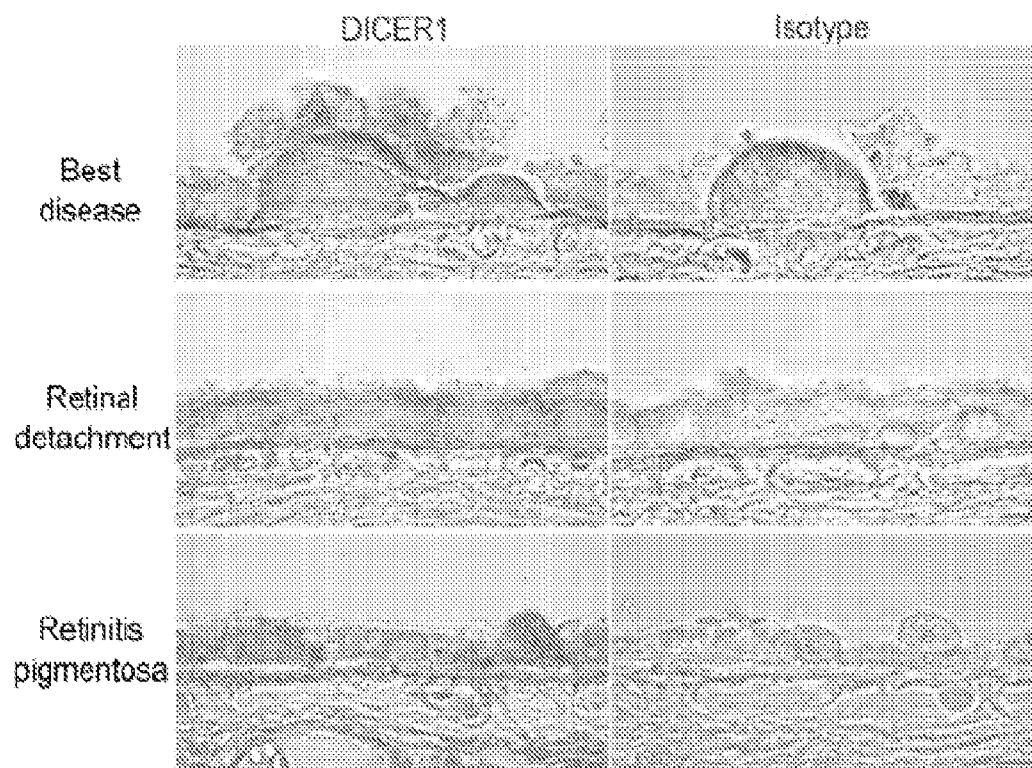 DICER1
Isotype
Best
disease
Retinal
detachment
Retinitis
pigmentosa